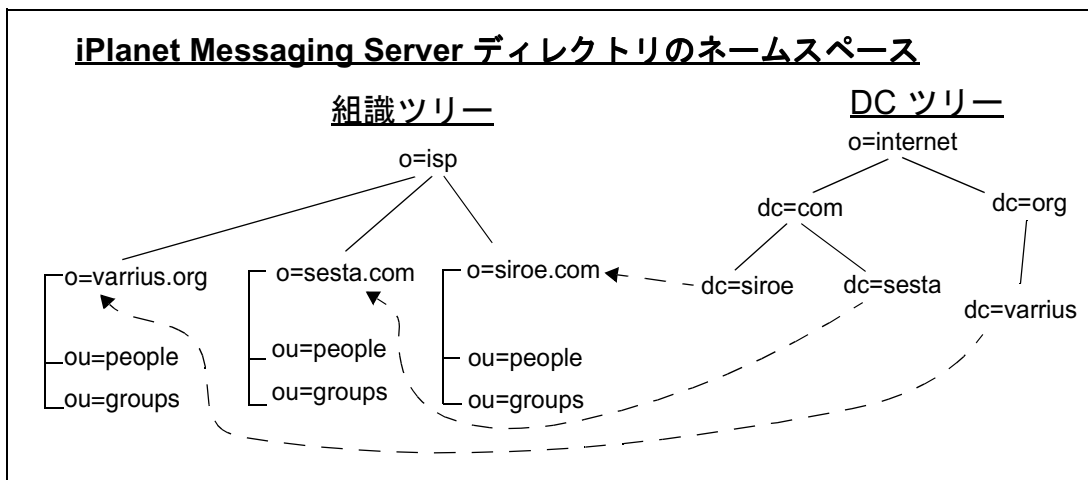 iPlanet Messaging Server ディレクトリのネームスペース
組識ツリー
o=isp
o=varrius.org
ou=people
ou=groups
o=sesta.com
ou=people
ou=groups
o=siroe.com
ou=people
ou=groups
DC ツリー
o=internet
dc=com
dc=org
dc=siroe
dc=sesta
dc=varrius